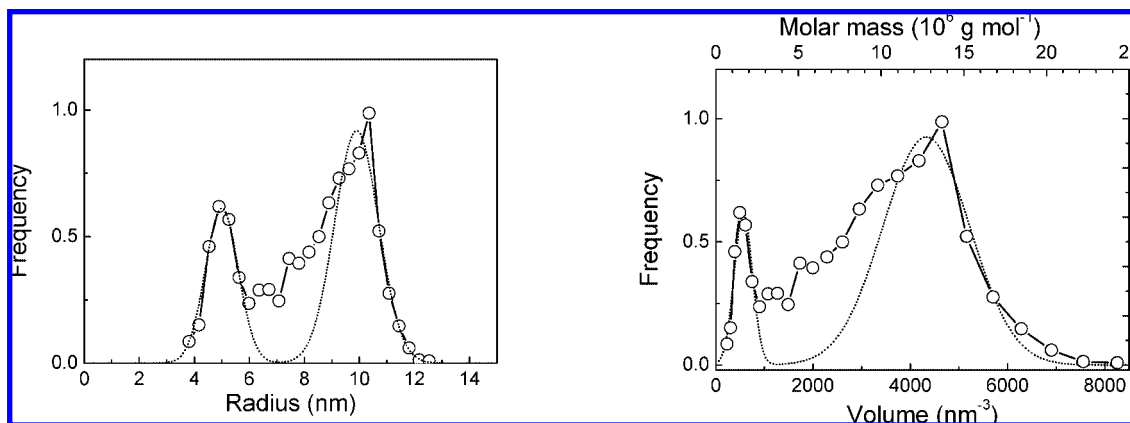 Molar mass (10⁶ g mol⁻¹)
0 5 10 15 20 25
1.0
0.5
0.0
Frequency
0 2 4 6 8 10 12 14
Radius (nm)
1.0
0.5
0.0
Frequency
0 2000 4000 6000 8000
Volume (nm⁻³)